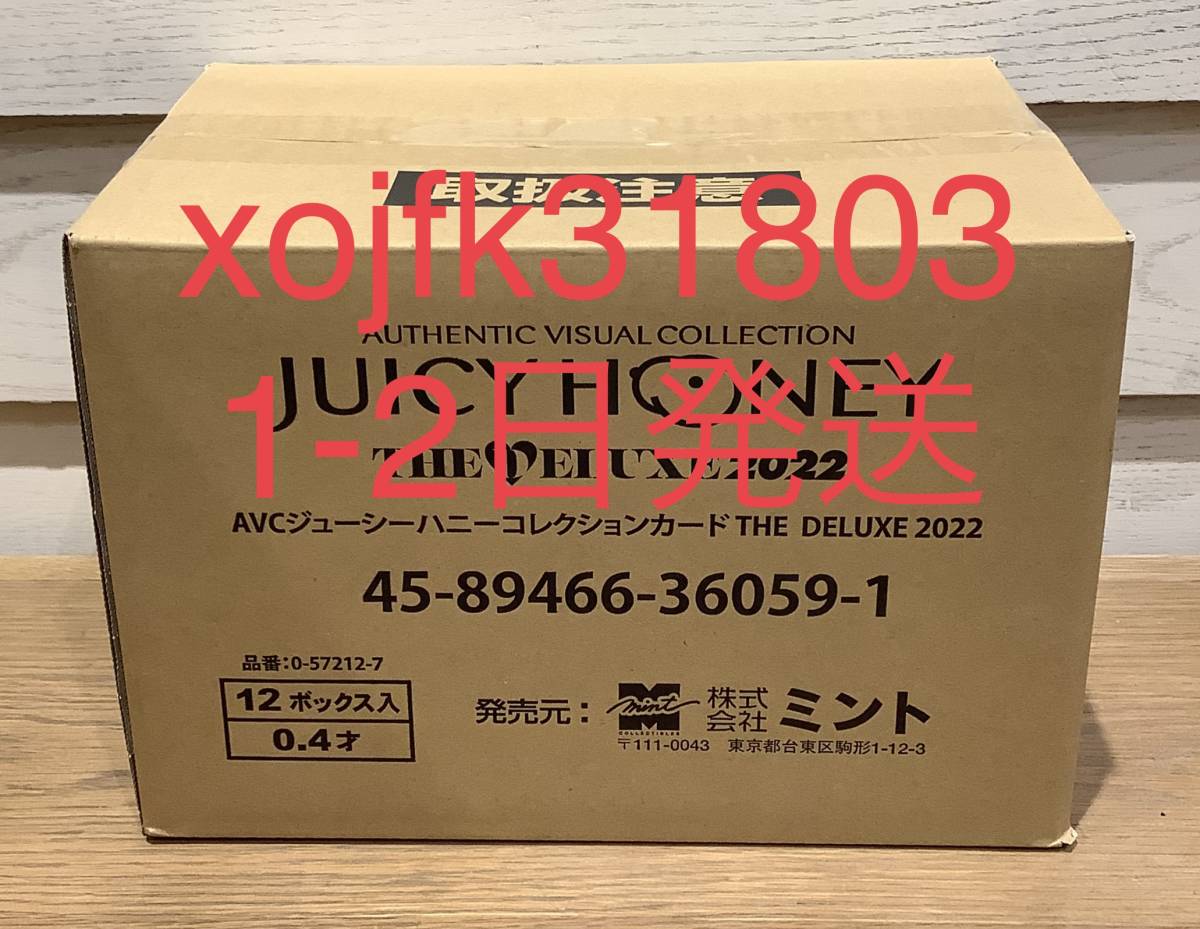 取扱注意
xojfk31803
AUTHENTIC VISUAL COLLECTION
JUICY HONEY
1-2日発送
THE DELUXE 2022
AVCジューシーハニーコレクションカード THE DELUXE 2022
45-89466-36059-1
品番:0-57212-7
12 ボックス入
0.4才
発売元:
mint
COLLECTIBLES
株式会社 ミント
〒111-0043 東京都台東区駒形1-12-3